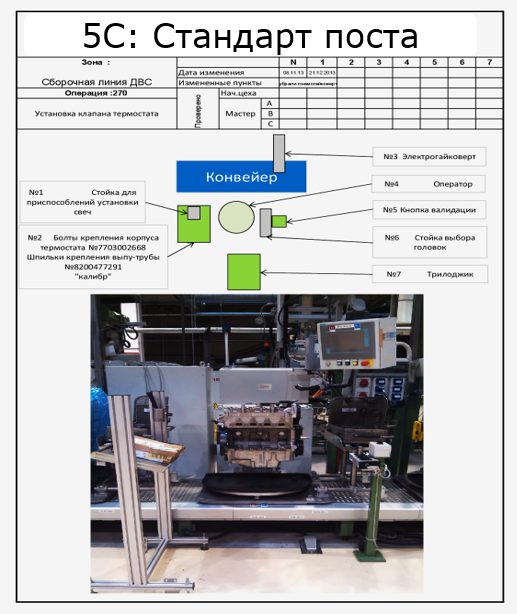 5С: Стандарт поста
Зона :
N 1 2 3 4 5 6 7
Сборочная линия ДВС
Дата изменения 08.11.13 21.12.2013
Измененные пункты
Операция :270
Проверено
Нач.цеха
Установка клапана термостата
Мастер
A
B
C
№3 Электрогайковерт
Конвейер
№4 Оператор
№1 Стойка для
приспособлений установки
свеч
№5 Кнопка валидации
№2 Болты крепления корпуса
термостата №7703002668
Шпильки крепления выпу-трубы
№8200477291
"калибр"
№6 Стойка выбора
головок
№7 Трилоджик